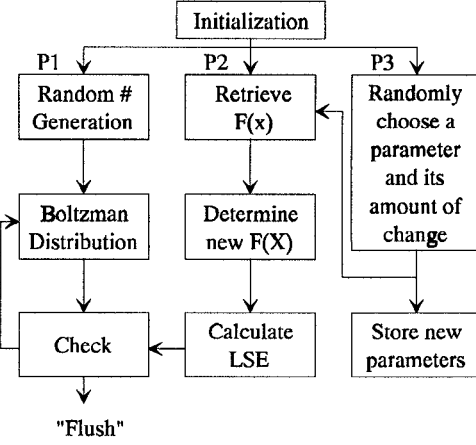 Initialization
P1
P2
P3
Random #
Generation
Retrieve
F(x)
Randomly
choose a
parameter
and its
amount of
change
Boltzman
Distribution
Determine
new F(X)
Check
Calculate
LSE
Store new
parameters
"Flush"